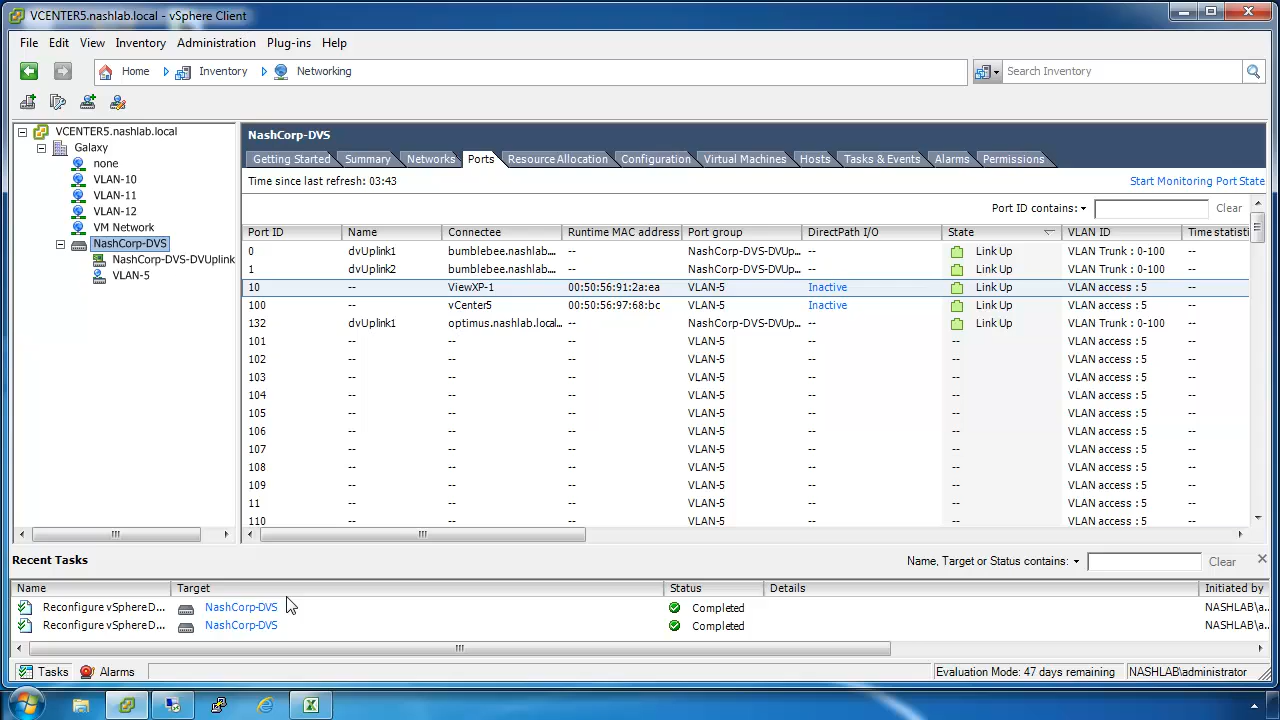 VCENTER5.nashlab.local - vSphere Client
File Edit View Inventory Administration Plug-ins Help
Home Inventory Networking Search Inventory
VCENTER5.nashlab.local
Galaxy
none
VLAN-10
VLAN-11
VLAN-12
VM Network
NashCorp-DVS
NashCorp-DVS-DVUplink
VLAN-5
NashCorp-DVS
Getting Started Summary Networks Ports Resource Allocation Configuration Virtual Machines Hosts Tasks & Events Alarms Permissions
Time since last refresh: 03:43 Start Monitoring Port State
Port ID contains: Clear
Port ID Name Connectee Runtime MAC address Port group DirectPath I/O State VLAN ID Time statisti
0 dvUplink1 bumblebee.nashlab.... -- NashCorp-DVS-DVUp... -- Link Up VLAN Trunk : 0-100 --
1 dvUplink2 bumblebee.nashlab.... -- NashCorp-DVS-DVUp... -- Link Up VLAN Trunk : 0-100 --
10 -- ViewXP-1 00:50:56:91:2a:ea VLAN-5 Inactive Link Up VLAN access : 5 --
100 -- vCenter5 00:50:56:97:68:bc VLAN-5 Inactive Link Up VLAN access : 5 --
132 dvUplink1 optimus.nashlab.local... -- NashCorp-DVS-DVUp... -- Link Up VLAN Trunk : 0-100 --
101 -- -- -- VLAN-5 -- -- VLAN access : 5 --
102 -- -- -- VLAN-5 -- -- VLAN access : 5 --
103 -- -- -- VLAN-5 -- -- VLAN access : 5 --
104 -- -- -- VLAN-5 -- -- VLAN access : 5 --
105 -- -- -- VLAN-5 -- -- VLAN access : 5 --
106 -- -- -- VLAN-5 -- -- VLAN access : 5 --
107 -- -- -- VLAN-5 -- -- VLAN access : 5 --
108 -- -- -- VLAN-5 -- -- VLAN access : 5 --
109 -- -- -- VLAN-5 -- -- VLAN access : 5 --
11 -- -- -- VLAN-5 -- -- VLAN access : 5 --
110 -- -- -- VLAN-5 -- -- VLAN access : 5 --
Recent Tasks Name, Target or Status contains: Clear
Name Target Status Details Initiated by
Reconfigure vSphere D... NashCorp-DVS Completed NASHLAB\a...
Reconfigure vSphere D... NashCorp-DVS Completed NASHLAB\a...
Tasks Alarms Evaluation Mode: 47 days remaining NASHLAB\administrator